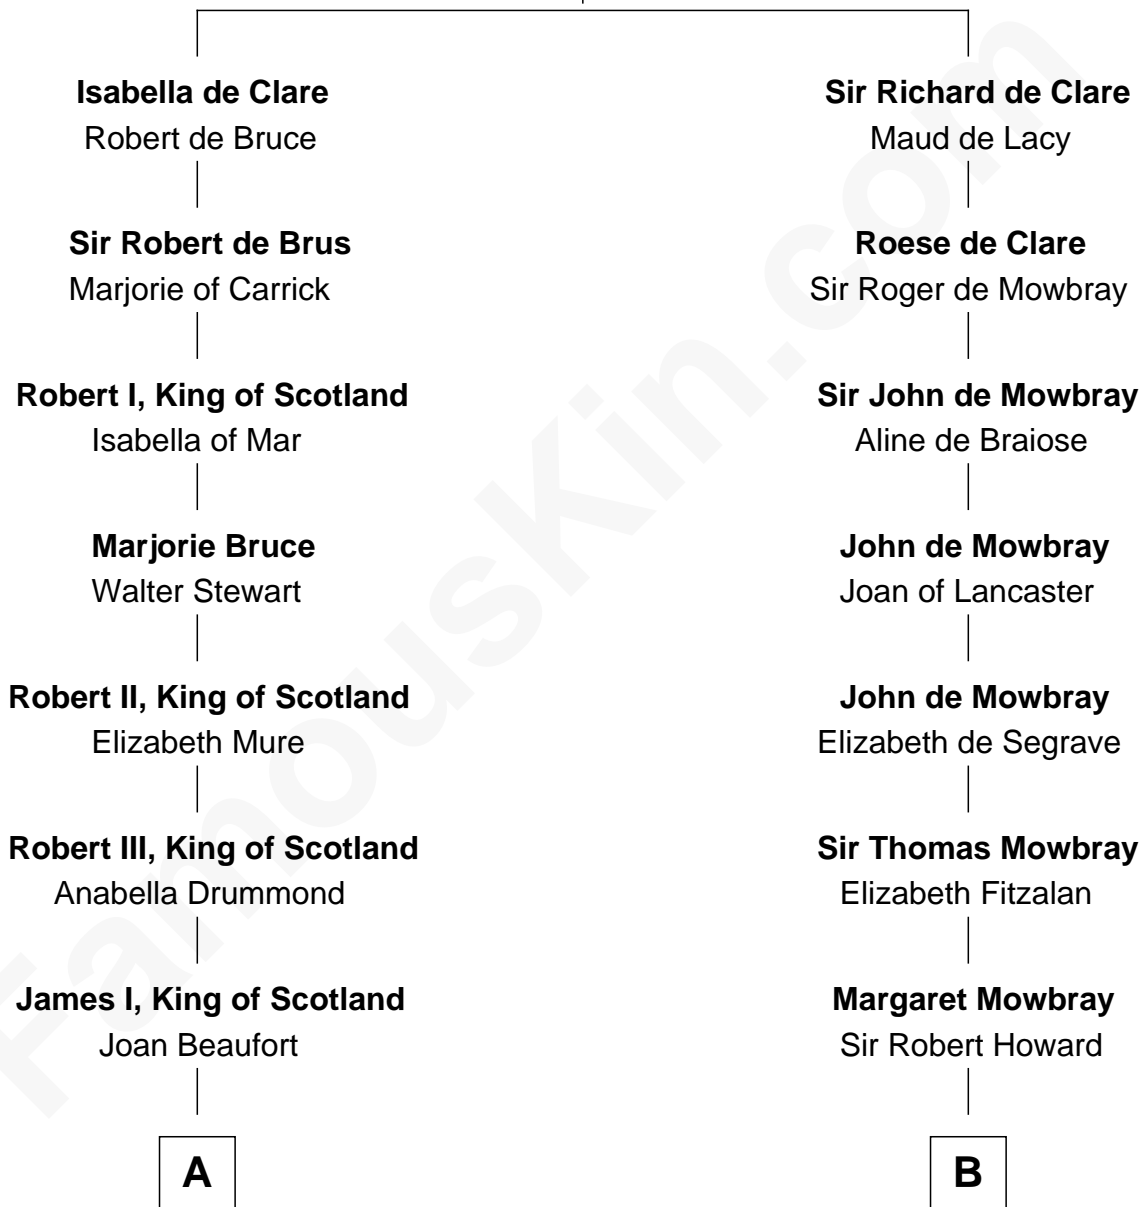 Isabella de Clare
Robert de Bruce
Sir Robert de Brus
Marjorie of Carrick
Robert I, King of Scotland
Isabella of Mar
Marjorie Bruce
Walter Stewart
Robert II, King of Scotland
Elizabeth Mure
Robert III, King of Scotland
Anabella Drummond
James I, King of Scotland
Joan Beaufort
A
Sir Richard de Clare
Maud de Lacy
Roese de Clare
Sir Roger de Mowbray
Sir John de Mowbray
Aline de Braiose
John de Mowbray
Joan of Lancaster
John de Mowbray
Elizabeth de Segrave
Sir Thomas Mowbray
Elizabeth Fitzalan
Margaret Mowbray
Sir Robert Howard
B
FamousKin.com